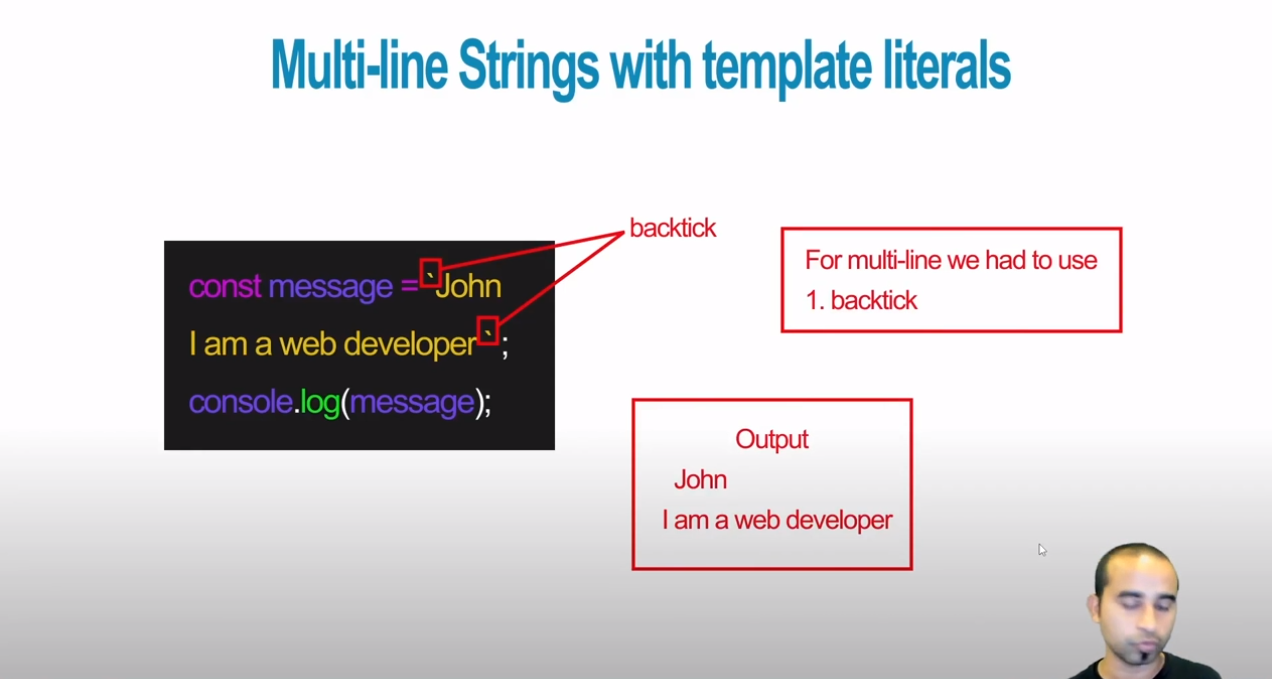 Multi-line Strings with template literals
backtick
const message = `John
I am a web developer ` ;
console.log(message);
For multi-line we had to use
1. backtick
Output
John
I am a web developer